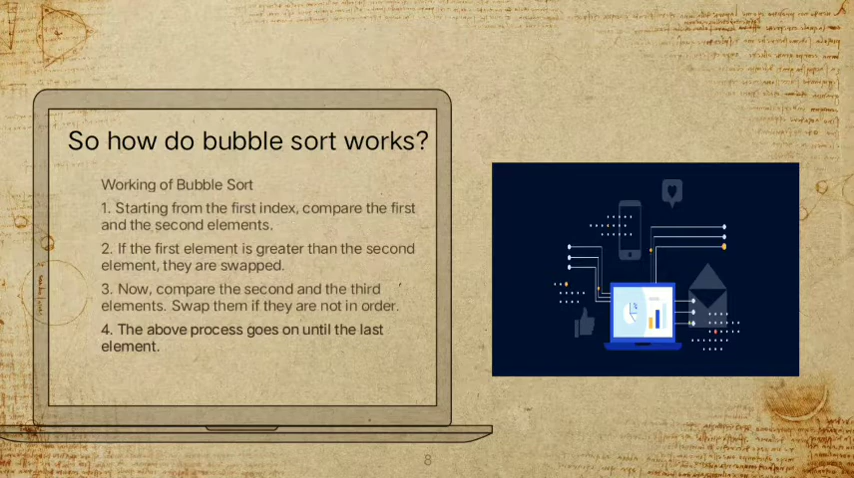 So how do bubble sort works?
Working of Bubble Sort
1. Starting from the first index, compare the first
and the second elements.
2. If the first element is greater than the second
element, they are swapped.
3. Now, compare the second and the third
elements. Swap them if they are not in order.
4. The above process goes on until the last
element.
8